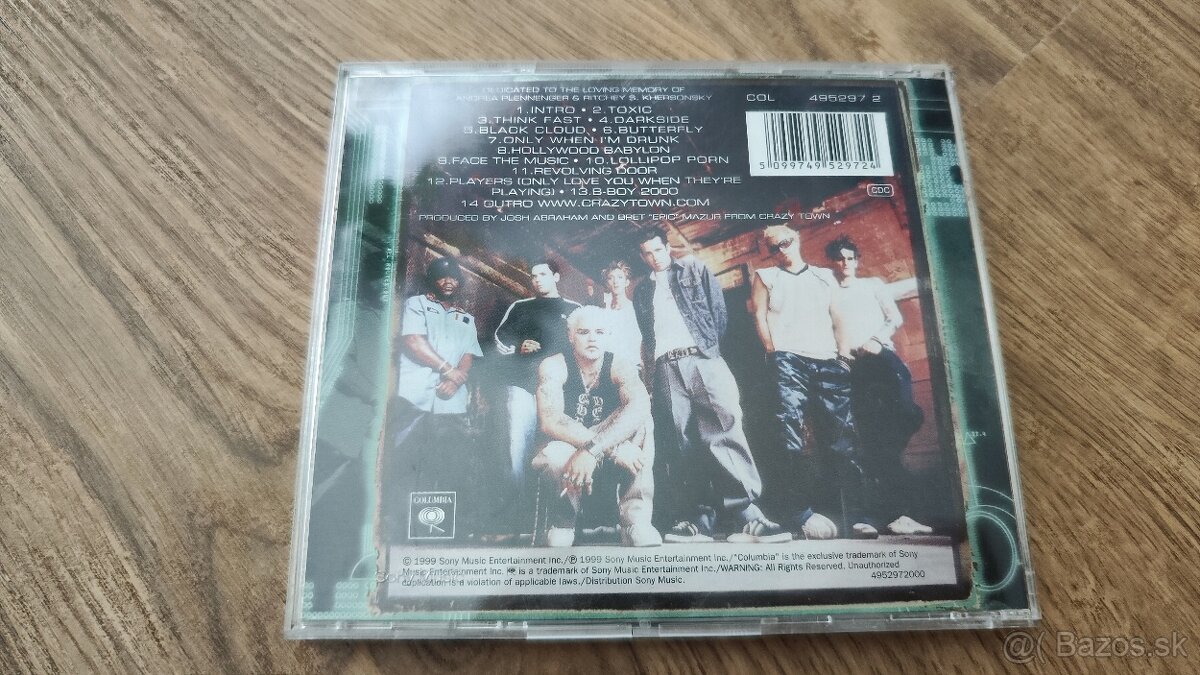 DEDICATED TO THE LOVING MEMORY OF
ANDREA PLENNENGER & RITCHEY S. KHERSONSKY
1.INTRO • 2.TOXIC
3.THINK FAST • 4.DARKSIDE
5.BLACK CLOUD • 6.BUTTERFLY
7.ONLY WHEN I'M DRUNK
8.HOLLYWOOD BABYLON
9.FACE THE MUSIC • 10.LOLLIPOP PORN
11.REVOLVING DOOR
12.PLAYERS (ONLY LOVE YOU WHEN THEY'RE
PLAYING) • 13.B-BOY 2000
14 OUTRO WWW.CRAZYTOWN.COM
PRODUCED BY JOSH ABRAHAM AND BRET "EPIC" MAZUR FROM CRAZY TOWN
COL 495297 2
5 099749 529724
CDC
COLUMBIA
© 1999 Sony Music Entertainment Inc./℗ 1999 Sony Music Entertainment Inc./"Columbia" is the exclusive trademark of Sony
Music Entertainment Inc. is a trademark of Sony Music Entertainment Inc./WARNING: All Rights Reserved. Unauthorized
duplication is a violation of applicable laws./Distribution Sony Music. 4952972000
Bazos.sk